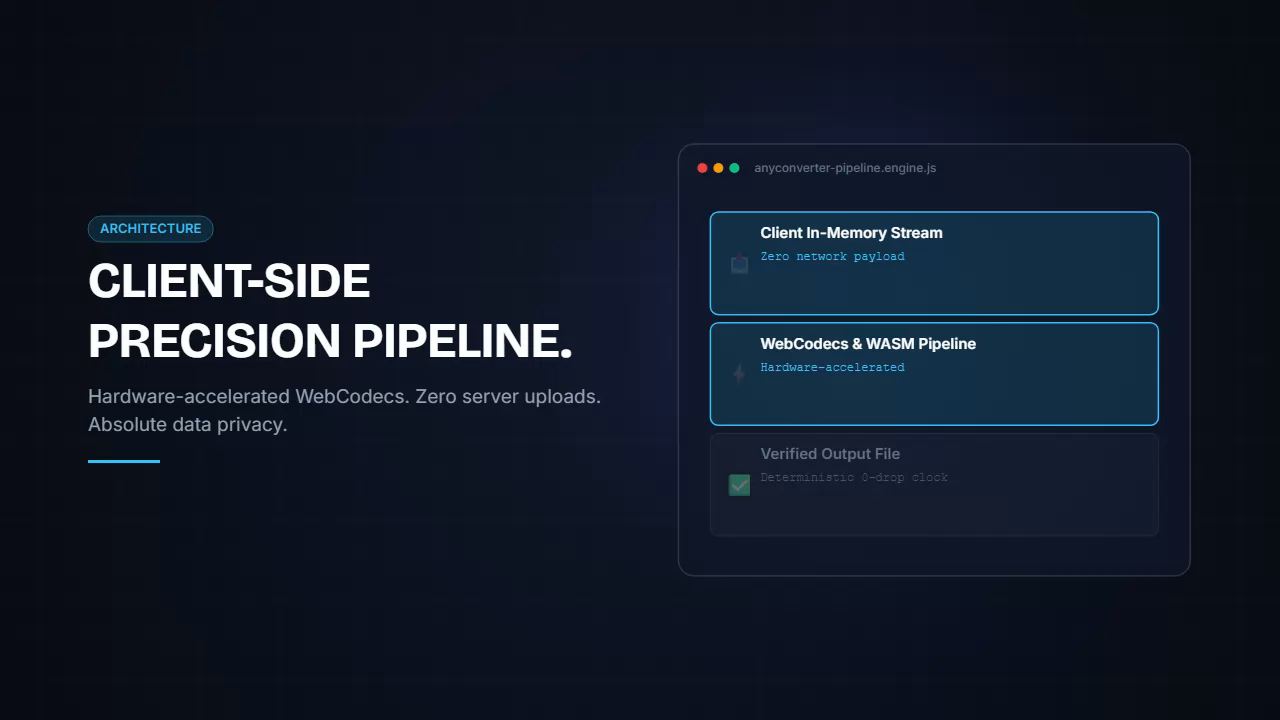 ARCHITECTURE
CLIENT-SIDE
PRECISION PIPELINE.
Hardware-accelerated WebCodecs. Zero server uploads.
Absolute data privacy.
anyconverter-pipeline.engine.js
Client In-Memory Stream
Zero network payload
WebCodecs & WASM Pipeline
Hardware-accelerated
Verified Output File
Deterministic 0-drop clock